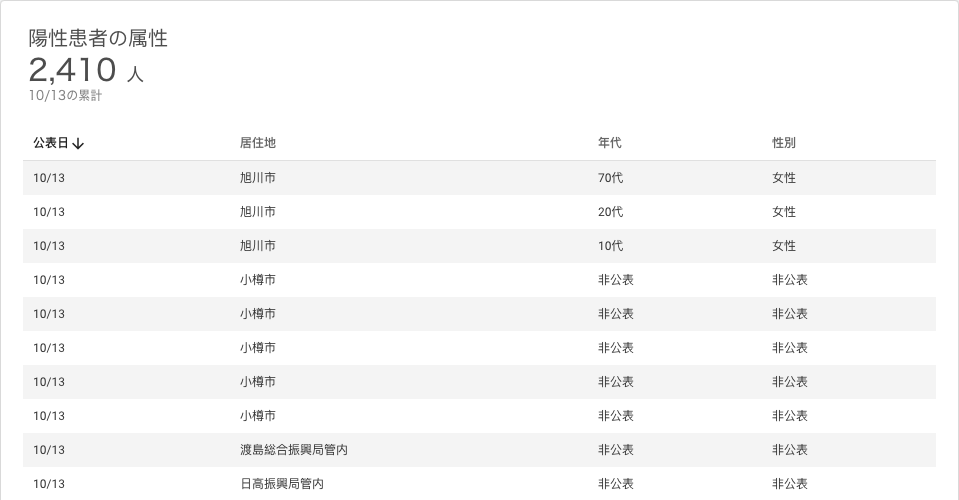 陽性患者の属性
2,410 人
10/13の累計
公表日↓ 居住地 年代 性別
10/13 旭川市 70代 女性
10/13 旭川市 20代 女性
10/13 旭川市 10代 女性
10/13 小樽市 非公表 非公表
10/13 小樽市 非公表 非公表
10/13 小樽市 非公表 非公表
10/13 小樽市 非公表 非公表
10/13 小樽市 非公表 非公表
10/13 渡島総合振興局管内 非公表 非公表
10/13 日高振興局管内 非公表 非公表